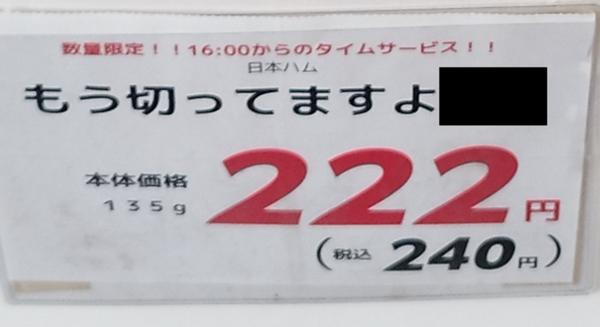 数量限定！！16:00からのタイムサービス！！
日本ハム
もう切ってますよ
本体価格
135g
222円
（税込 240円）